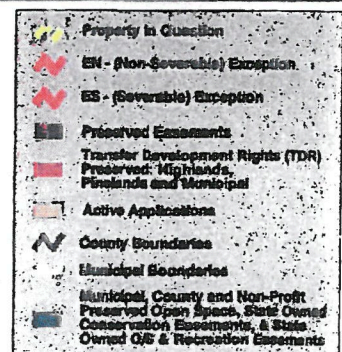 Property In Question
EN - (Non-Severable) Exception
ES - (Severable) Exception
Preserved Easements
Transfer Development Rights (TDR)
Preserved: Highlands,
Pinelands and Municipal
Active Applications
County Boundaries
Municipal Boundaries
Municipal, County and Non-Profit
Preserved Open Space, State Owned
Conservation Easements, & State
Owned O/S & Recreation Easements